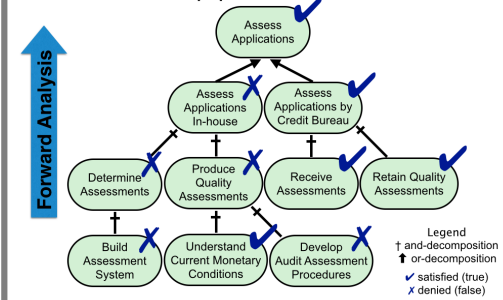 Assess
Applications
Forward Analysis
Assess
Applications
In-house
Assess
Applications by
Credit Bureau
Determine
Assessments
Produce
Quality
Assessments
Receive
Assessments
Retain Quality
Assessments
Build
Assessment
System
Understand
Current Monetary
Conditions
Develop
Audit Assessment
Procedures
Legend
† and-decomposition
⬆ or-decomposition
✓ satisfied (true)
✗ denied (false)